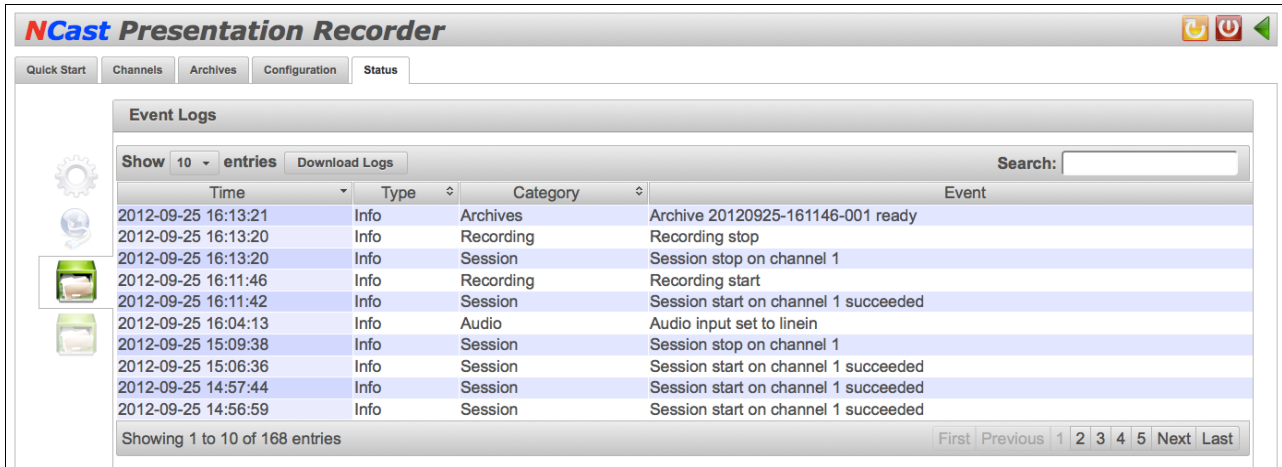 NCast Presentation Recorder
Quick Start Channels Archives Configuration Status
Event Logs
Show 10 entries Download Logs Search:
Time Type Category Event
2012-09-25 16:13:21 Info Archives Archive 20120925-161146-001 ready
2012-09-25 16:13:20 Info Recording Recording stop
2012-09-25 16:13:20 Info Session Session stop on channel 1
2012-09-25 16:11:46 Info Recording Recording start
2012-09-25 16:11:42 Info Session Session start on channel 1 succeeded
2012-09-25 16:04:13 Info Audio Audio input set to linein
2012-09-25 15:09:38 Info Session Session stop on channel 1
2012-09-25 15:06:36 Info Session Session start on channel 1 succeeded
2012-09-25 14:57:44 Info Session Session start on channel 1 succeeded
2012-09-25 14:56:59 Info Session Session start on channel 1 succeeded
Showing 1 to 10 of 168 entries First Previous 1 2 3 4 5 Next Last